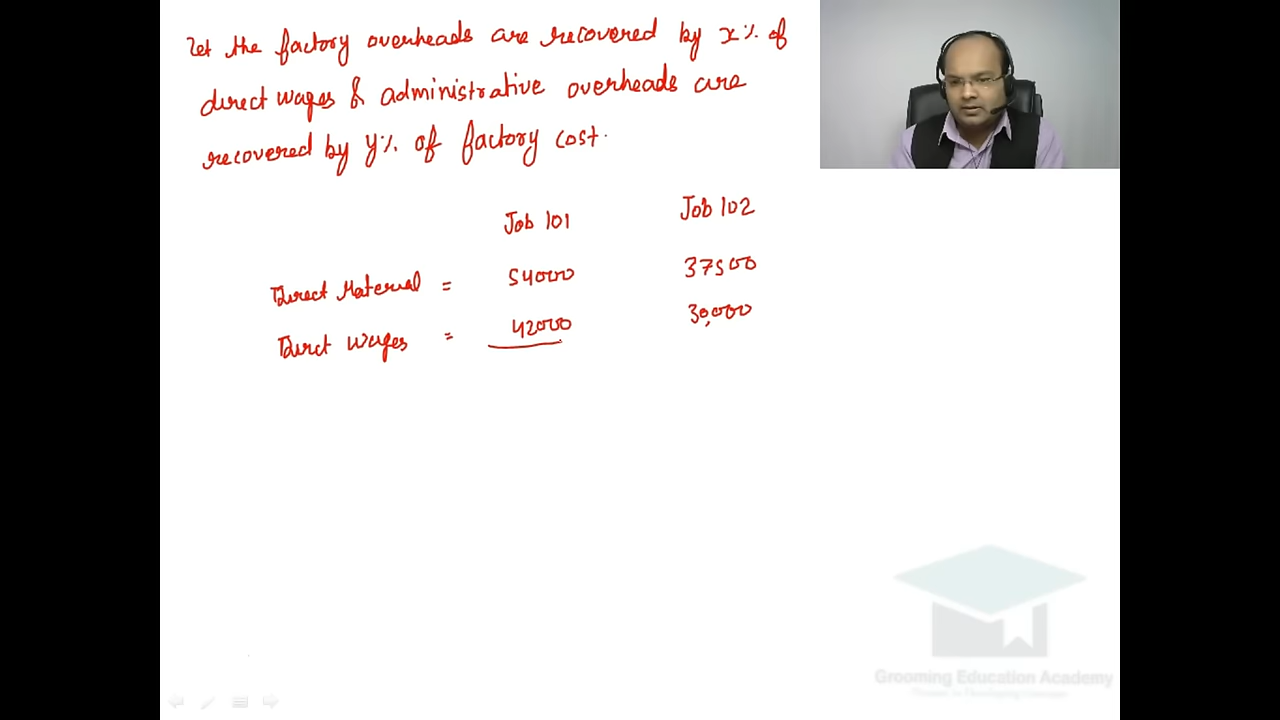 Let the factory overheads are recovered by x% of
direct wages & administrative overheads are
recovered by y% of factory cost.
Job 101 Job 102
Direct Material = 54000 37500
Direct Wages = 42000 30,000
Grooming Education Academy